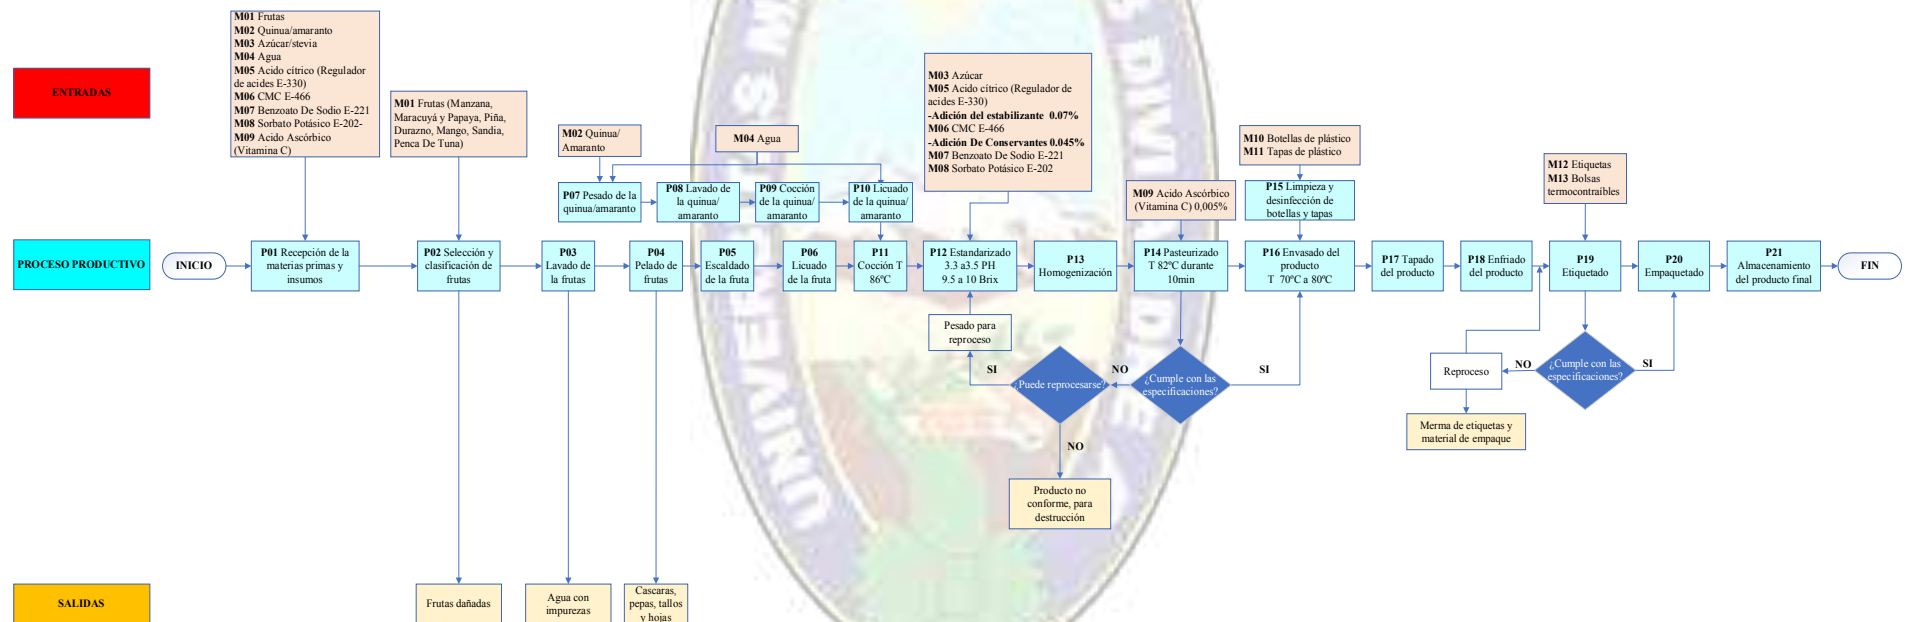 ENTRADAS
M01 Frutas
M02 Quinua/amaranto
M03 Azúcar/stevia
M04 Agua
M05 Acido cítrico (Regulador
de acides E-330)
M06 CMC E-466
M07 Benzoato De Sodio E-221
M08 Sorbato Potásico E-202-
M09 Acido Ascórbico
(Vitamina C)
M01 Frutas (Manzana,
Maracuyá y Papaya, Piña,
Durazno, Mango, Sandia,
Penca De Tuna)
M02 Quinua/
Amaranto
M04 Agua
M03 Azúcar
M05 Acido cítrico (Regulador de
acides E-330)
-Adición del estabilizante 0.07%
M06 CMC E-466
-Adición De Conservantes 0.045%
M07 Benzoato De Sodio E-221
M08 Sorbato Potásico E-202
M09 Acido Ascórbico
(Vitamina C) 0,005%
M10 Botellas de plástico
M11 Tapas de plástico
M12 Etiquetas
M13 Bolsas
termocontraíbles
P07 Pesado de la
quinua/amaranto
P08 Lavado de
la quinua/
amaranto
P09 Cocción
de la quinua/
amaranto
P10 Licuado
de la quinua/
amaranto
P15 Limpieza y
desinfección de
botellas y tapas
PROCESO PRODUCTIVO
INICIO
P01 Recepción de la
materias primas y
insumos
P02 Selección y
clasificación de
frutas
P03
Lavado de
la frutas
P04
Pelado de
frutas
P05
Escaldado
de la fruta
P06
Licuado
de la fruta
P11
Cocción T
86ºC
P12 Estandarizado
3.3 a3.5 PH
9.5 a 10 Brix
P13
Homogenización
P14 Pasteurizado
T 82ºC durante
10min
P16 Envasado del
producto
T 70ºC a 80ºC
P17 Tapado
del producto
P18 Enfriado
del producto
P19
Etiquetado
P20
Empaquetado
P21
Almacenamiento
del producto final
FIN
Pesado para
reproceso
SI
¿Puede reprocesarse?
NO
¿Cumple con las
especificaciones?
SI
NO
Producto no
conforme, para
destrucción
Reproceso
NO
¿Cumple con las
especificaciones?
SI
Merma de etiquetas y
material de empaque
SALIDAS
Frutas dañadas
Agua con
impurezas
Cascaras,
pepas, tallos
y hojas